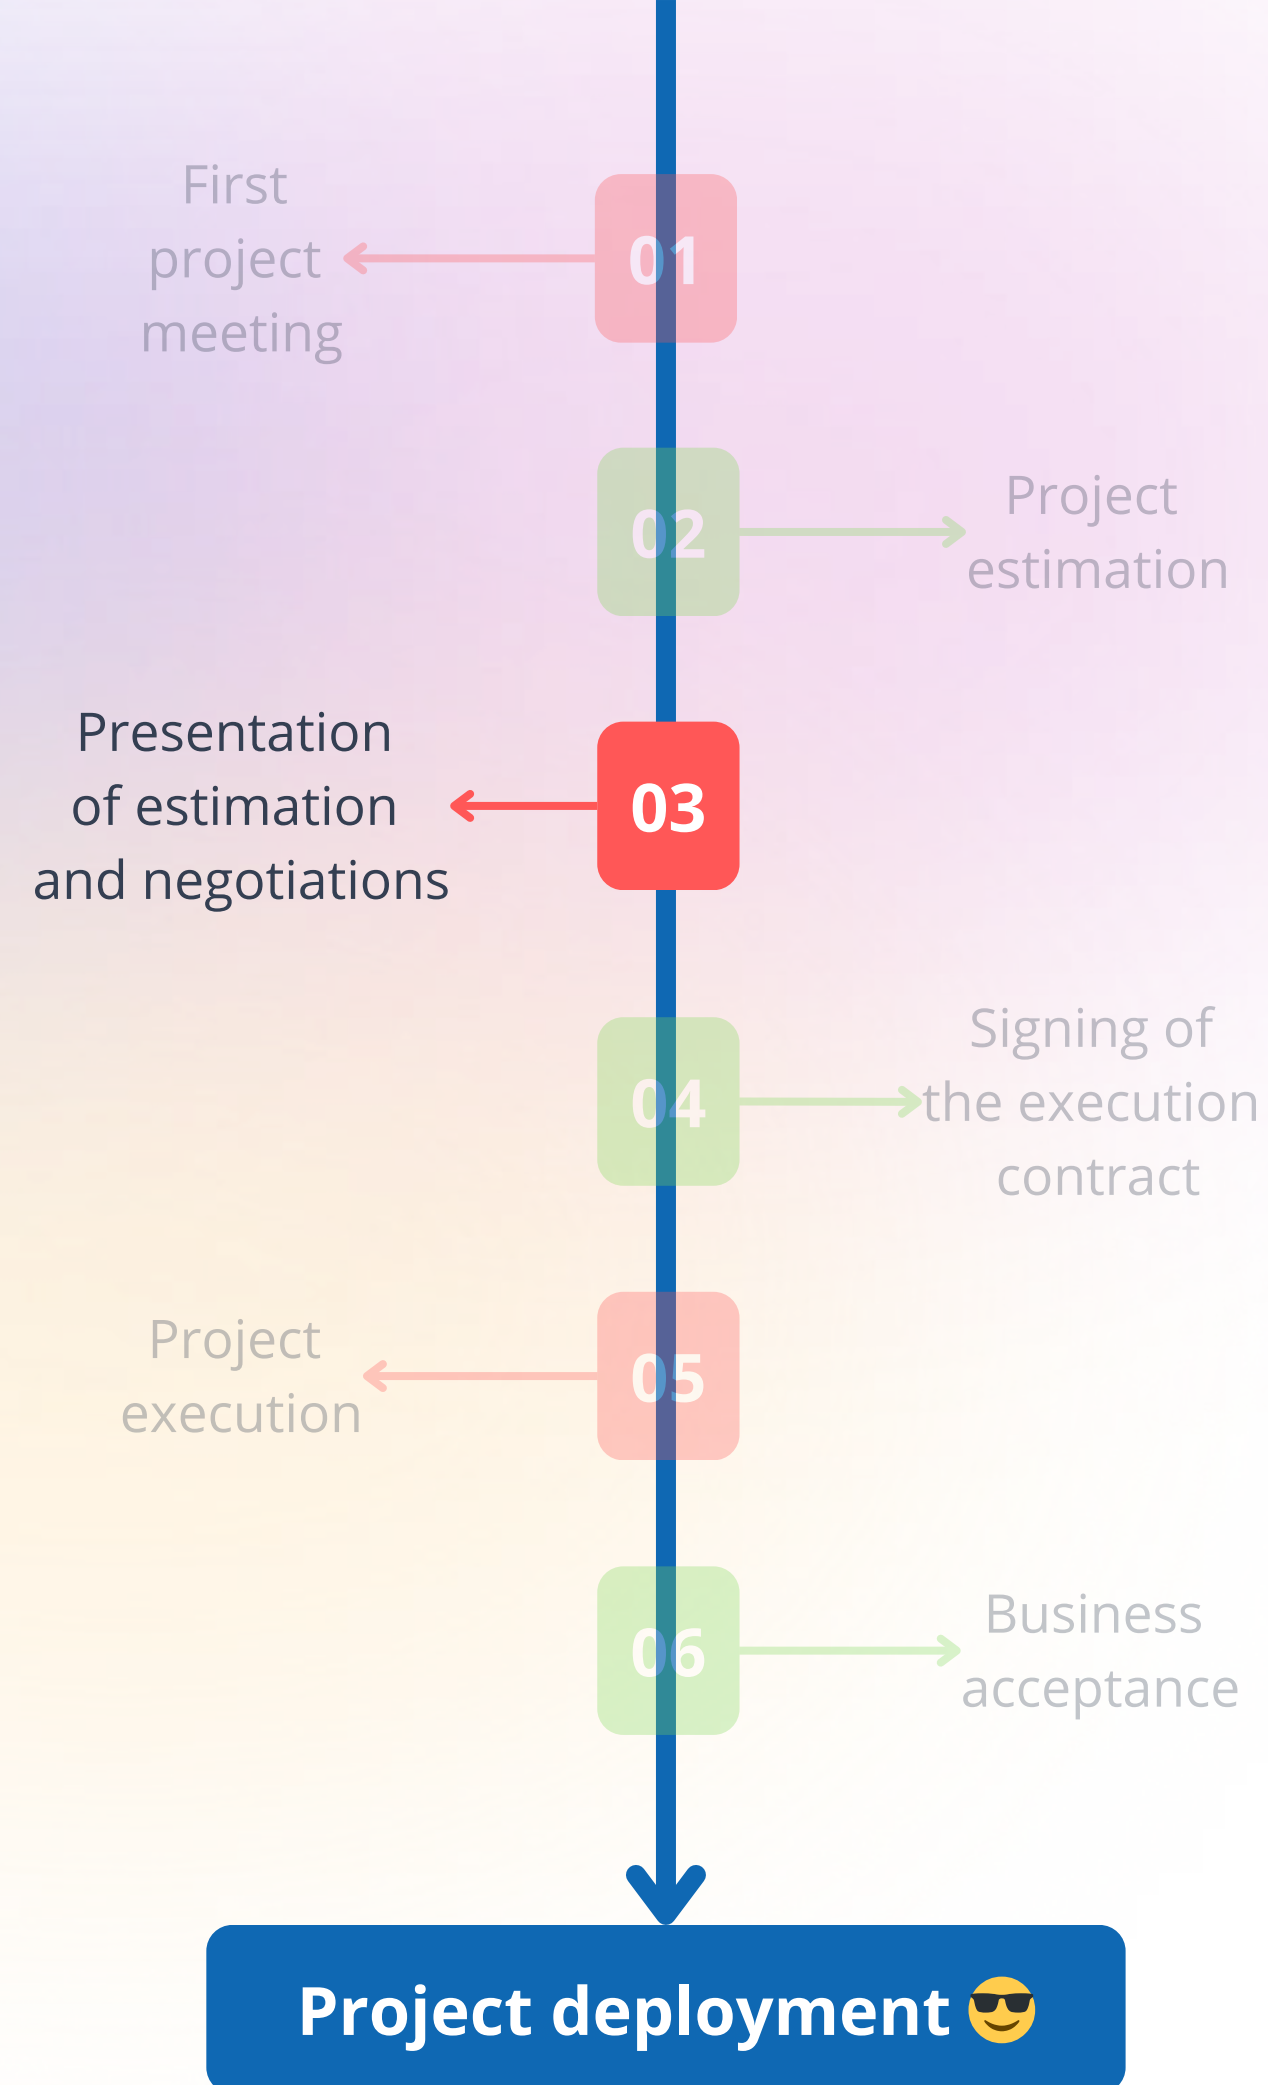 First
project
meeting
01
02
Project
estimation
Presentation
of estimation
and negotiations
03
04
Signing of
the execution
contract
Project
execution
05
06
Business
acceptance
Project deployment 😎